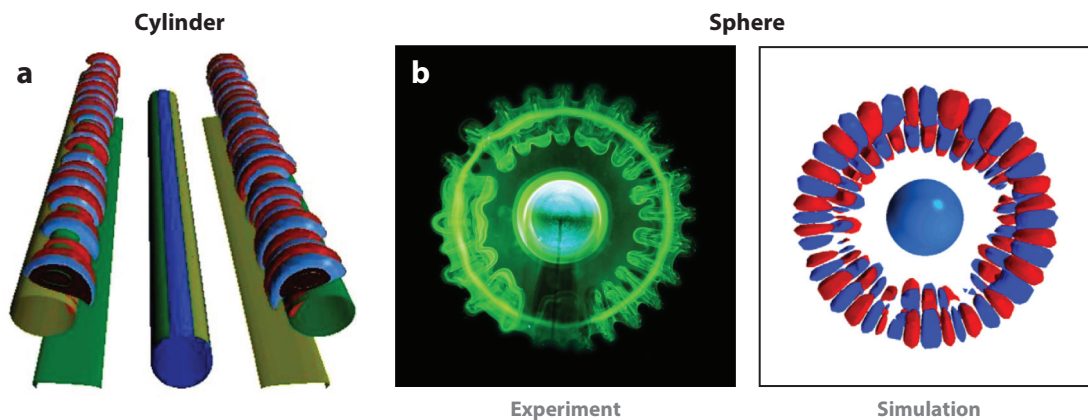 Cylinder
Sphere
a
b
Experiment
Simulation